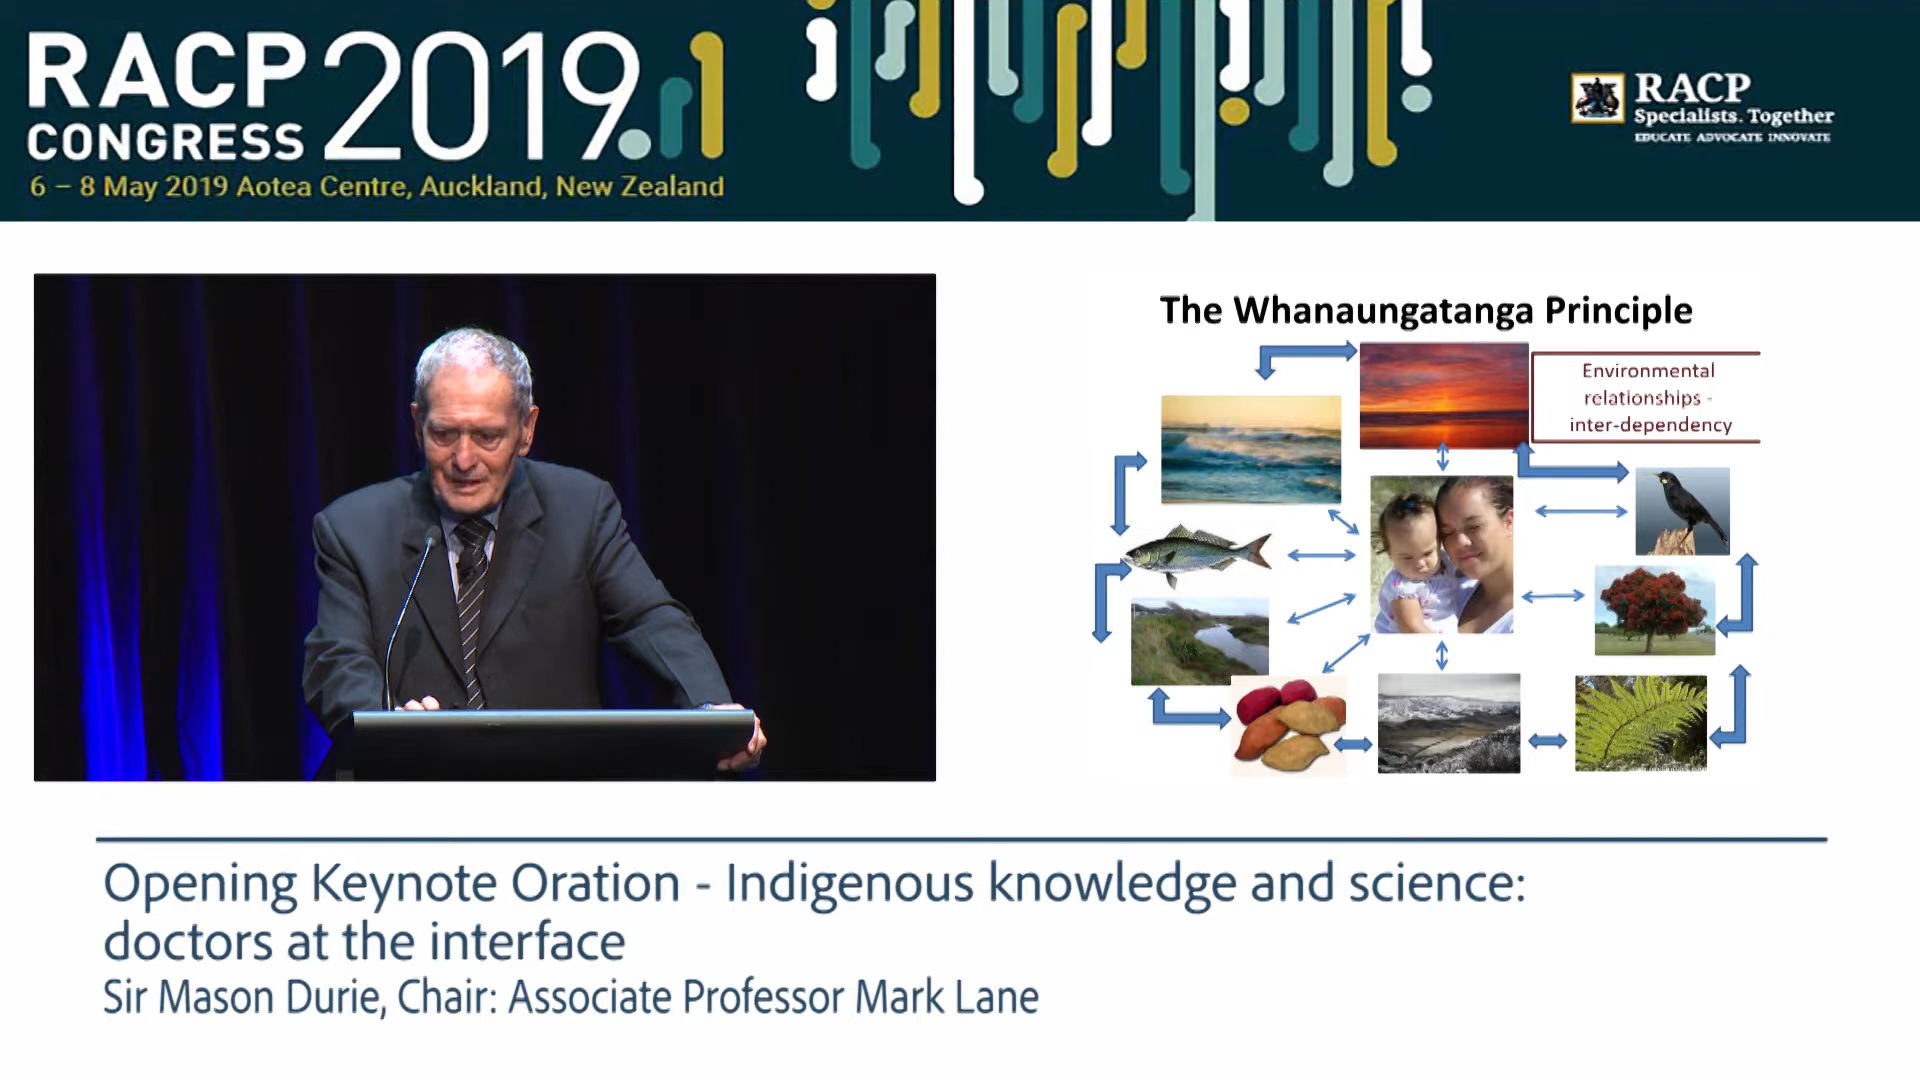 RACP
CONGRESS
2019
6 – 8 May 2019 Aotea Centre, Auckland, New Zealand
RACP
Specialists. Together
EDUCATE ADVOCATE INNOVATE
The Whanaungatanga Principle
Environmental
relationships -
inter-dependency
Opening Keynote Oration - Indigenous knowledge and science:
doctors at the interface
Sir Mason Durie, Chair: Associate Professor Mark Lane